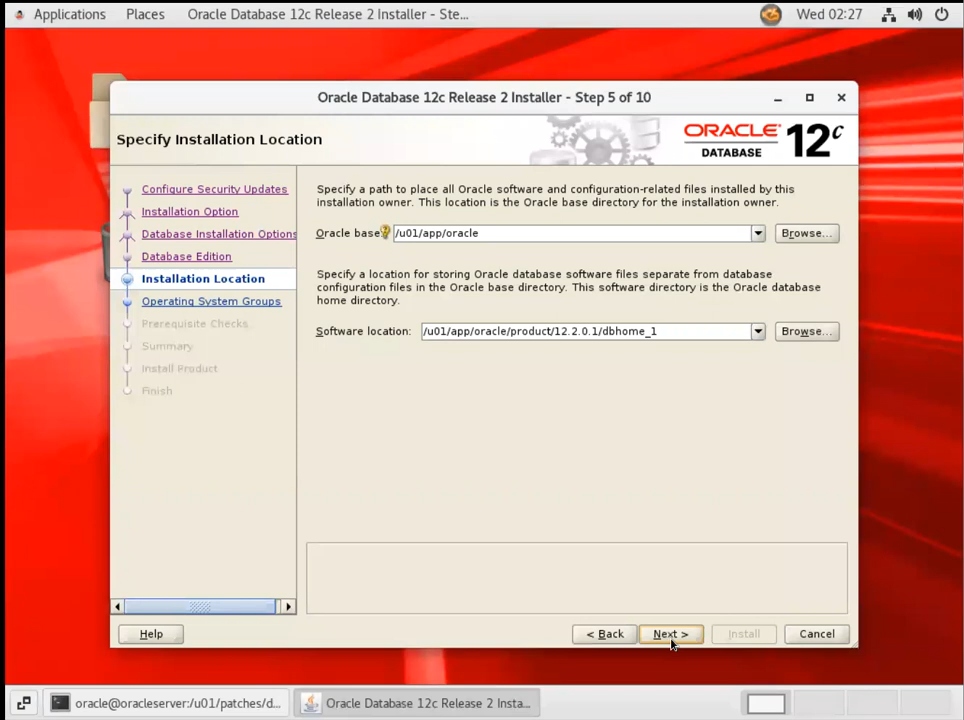 Applications Places Oracle Database 12c Release 2 Installer - Ste... Wed 02:27
Oracle Database 12c Release 2 Installer - Step 5 of 10
Specify Installation Location
ORACLE
DATABASE
12c
Configure Security Updates
Installation Option
Database Installation Options
Database Edition
Installation Location
Operating System Groups
Prerequisite Checks
Summary
Install Product
Finish
Specify a path to place all Oracle software and configuration-related files installed by this
installation owner. This location is the Oracle base directory for the installation owner.
Oracle base: /u01/app/oracle Browse...
Specify a location for storing Oracle database software files separate from database
configuration files in the Oracle base directory. This software directory is the Oracle database
home directory.
Software location: /u01/app/oracle/product/12.2.0.1/dbhome_1 Browse...
Help < Back Next > Install Cancel
oracle@oracleserver:/u01/patches/d... Oracle Database 12c Release 2 Insta...